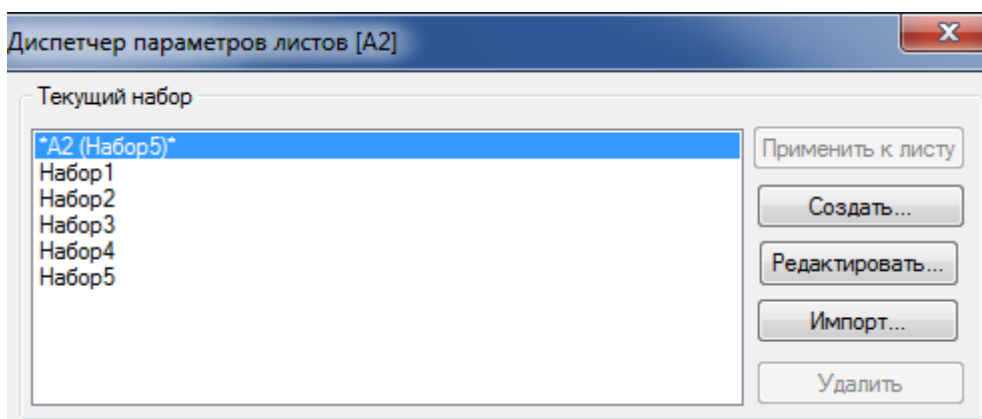 Диспетчер параметров листов [A2]
Текущий набор
*A2 (Набор5)*
Набор1
Набор2
Набор3
Набор4
Набор5
Применить к листу
Создать...
Редактировать...
Импорт...
Удалить